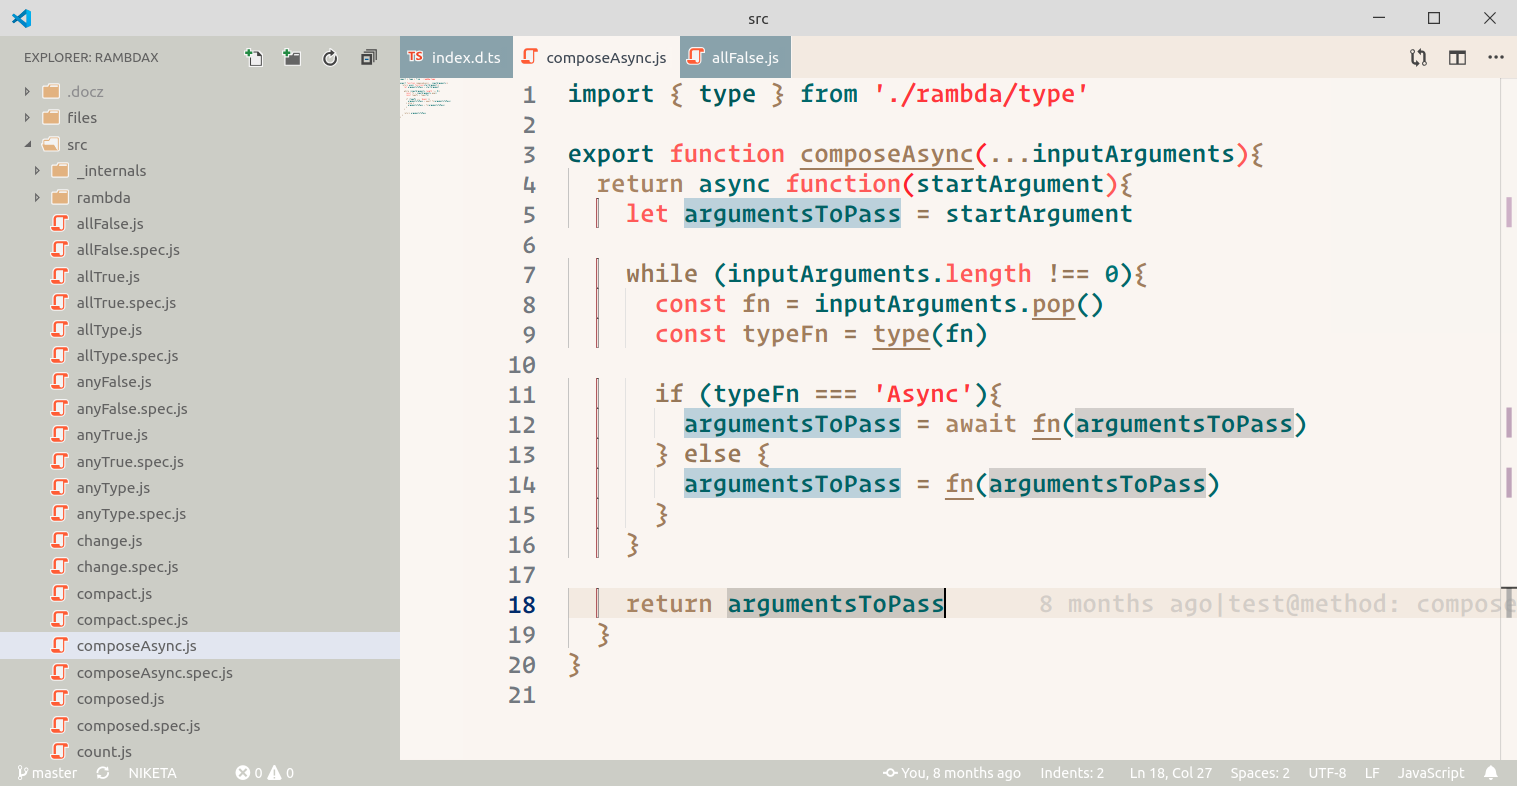 src
EXPLORER: RAMBDAX
.docz
files
src
_internals
rambda
allFalse.js
allFalse.spec.js
allTrue.js
allTrue.spec.js
allType.js
allType.spec.js
anyFalse.js
anyFalse.spec.js
anyTrue.js
anyTrue.spec.js
anyType.js
anyType.spec.js
change.js
change.spec.js
compact.js
compact.spec.js
composeAsync.js
composeAsync.spec.js
composed.js
composed.spec.js
count.js
TS index.d.ts composeAsync.js allFalse.js
1 import { type } from './rambda/type'
2
3 export function composeAsync(...inputArguments){
4 return async function(startArgument){
5 let argumentsToPass = startArgument
6
7 while (inputArguments.length !== 0){
8 const fn = inputArguments.pop()
9 const typeFn = type(fn)
10
11 if (typeFn === 'Async'){
12 argumentsToPass = await fn(argumentsToPass)
13 } else {
14 argumentsToPass = fn(argumentsToPass)
15 }
16 }
17
18 return argumentsToPass 8 months ago|test@method: compose
19 }
20 }
21
master NIKETA 0 0 You, 8 months ago Indents: 2 Ln 18, Col 27 Spaces: 2 UTF-8 LF JavaScript